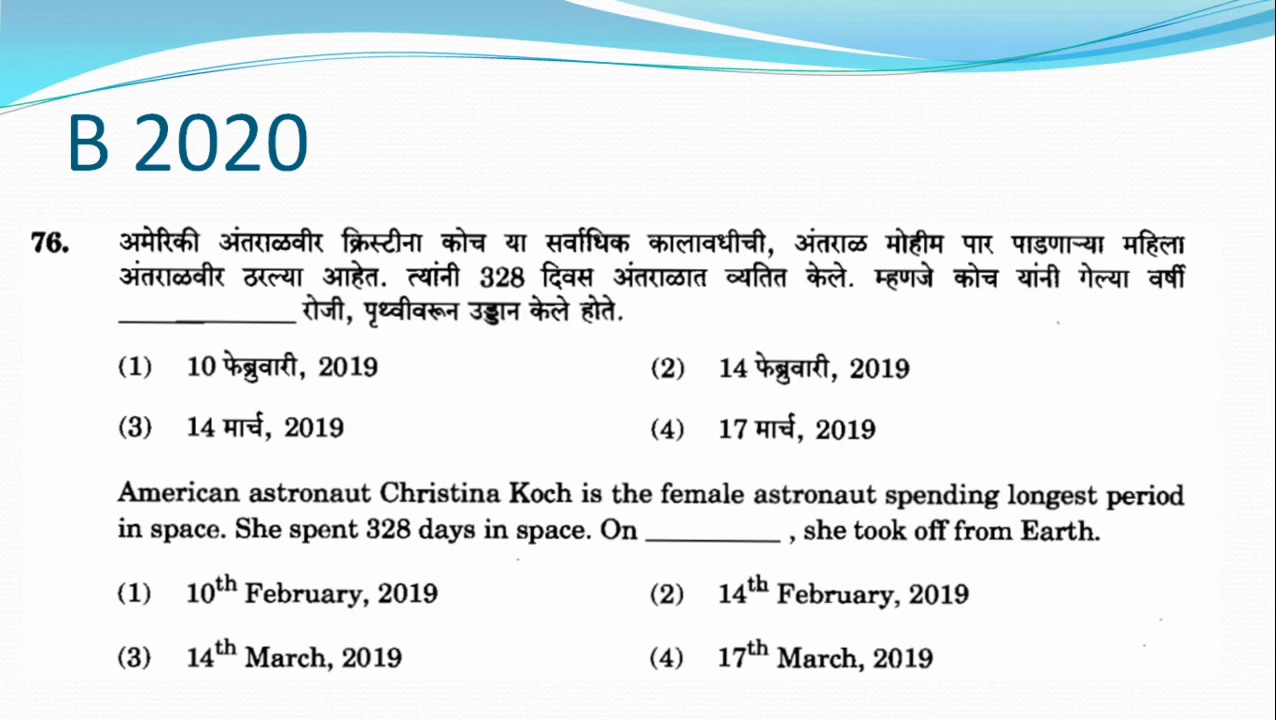 B 2020
76. अमेरिकी अंतराळवीर क्रिस्टीना कोच या सर्वाधिक कालावधीची, अंतराळ मोहीम पार पाडणाऱ्या महिला
अंतराळवीर ठरल्या आहेत. त्यांनी 328 दिवस अंतराळात व्यतित केले. म्हणजे कोच यांनी गेल्या वर्षी
____________ रोजी, पृथ्वीवरून उड्डान केले होते.
(1) 10 फेब्रुवारी, 2019 (2) 14 फेब्रुवारी, 2019
(3) 14 मार्च, 2019 (4) 17 मार्च, 2019
American astronaut Christina Koch is the female astronaut spending longest period
in space. She spent 328 days in space. On _________ , she took off from Earth.
(1) 10th February, 2019 (2) 14th February, 2019
(3) 14th March, 2019 (4) 17th March, 2019